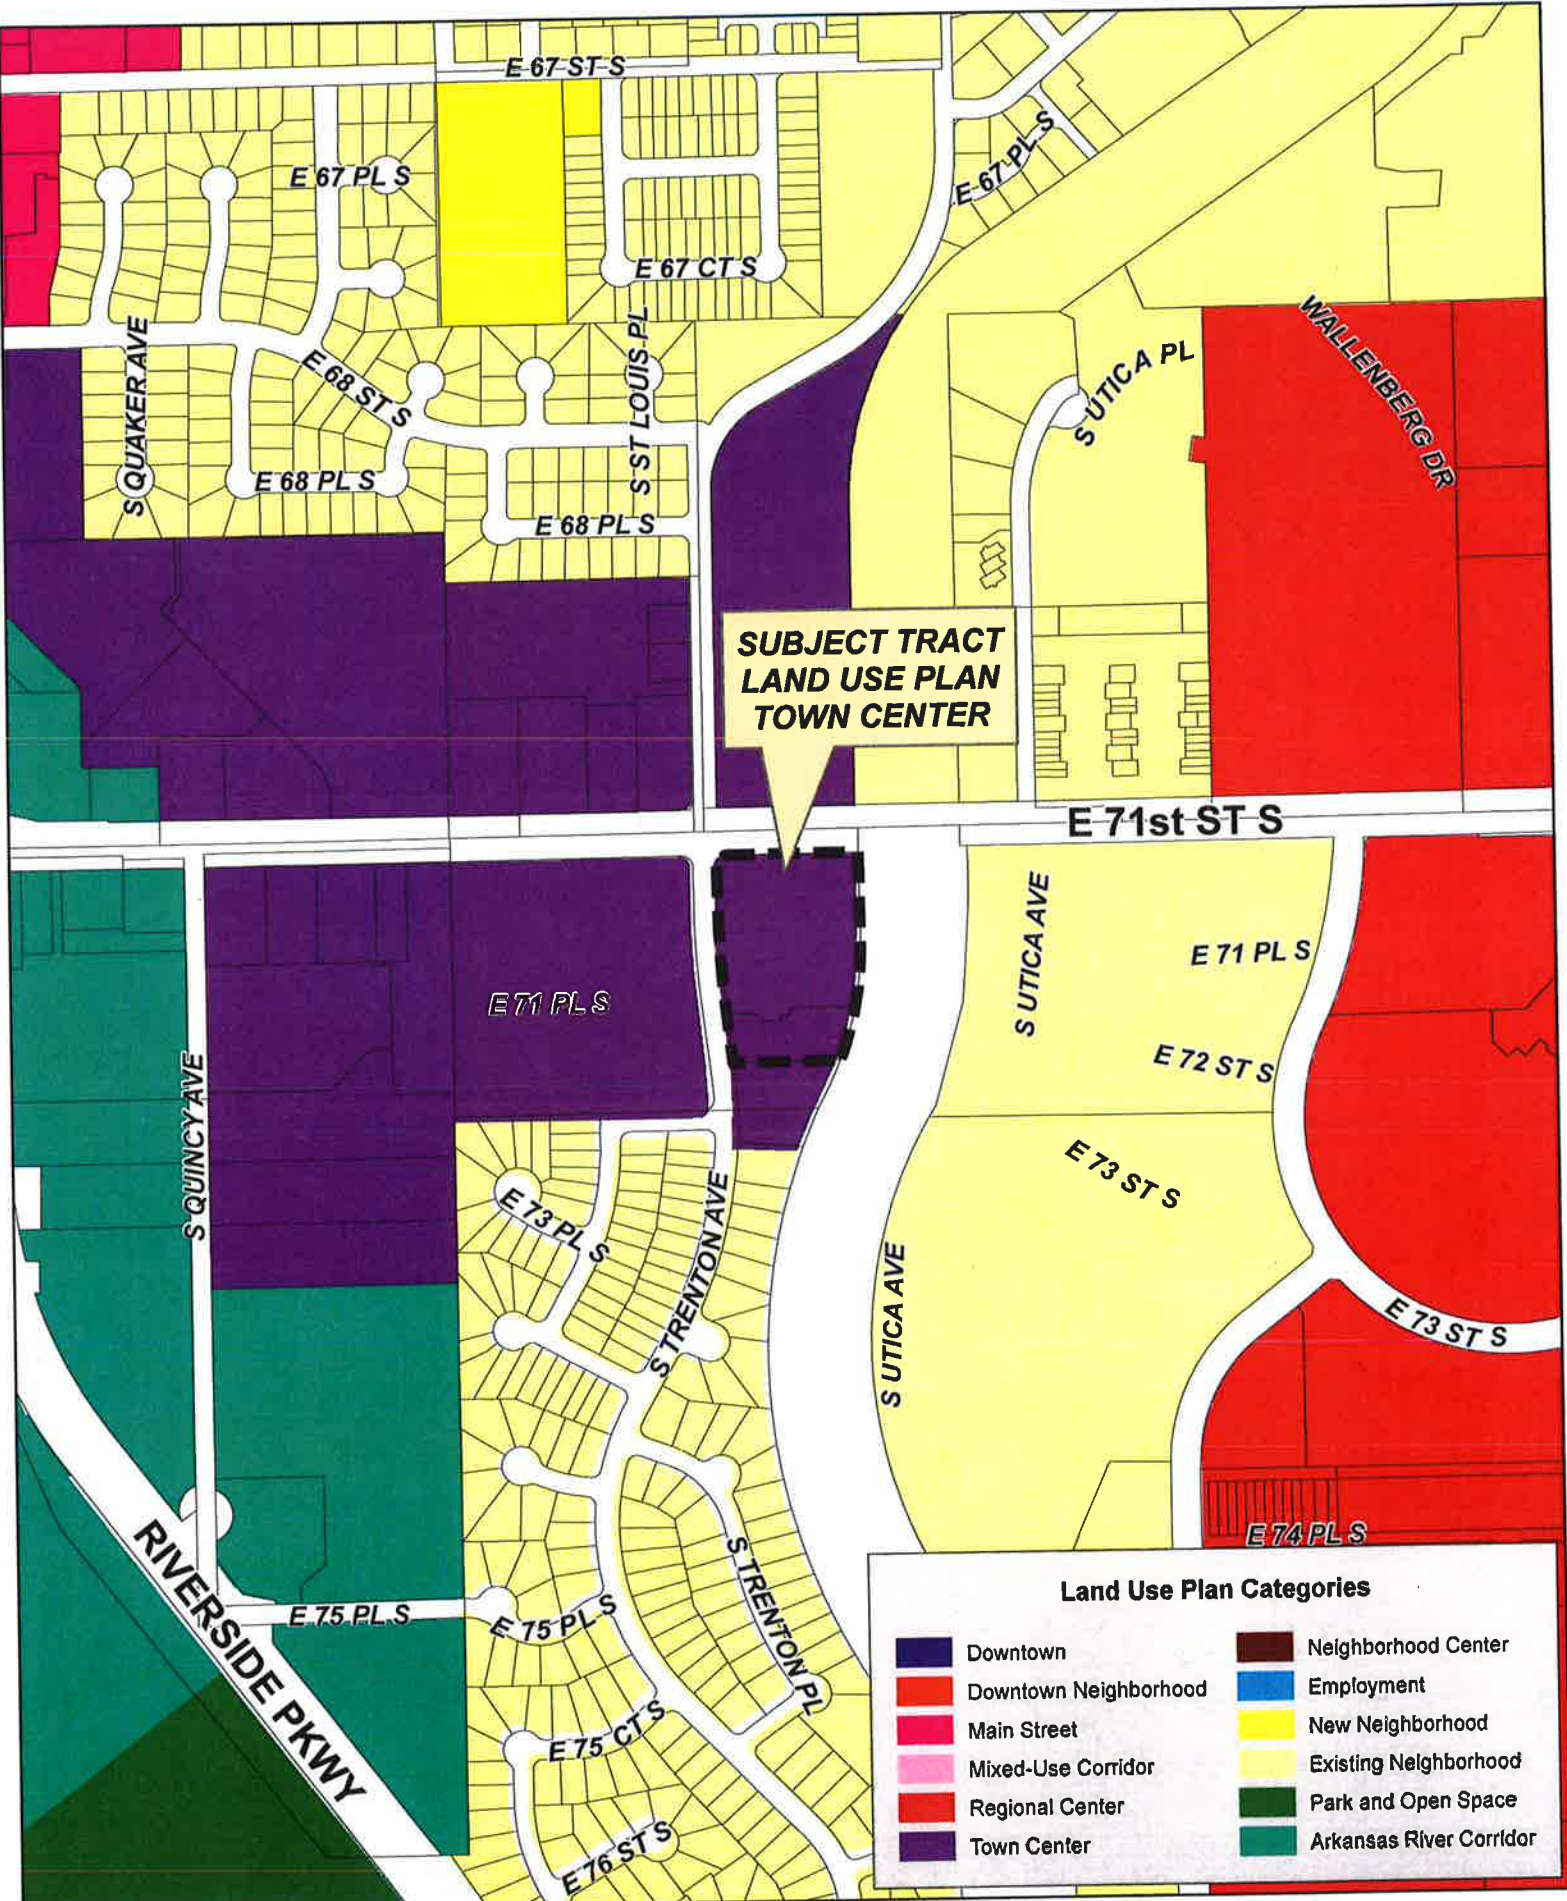 E 67 ST S
E 67 PL S
E 67 PL S
E 67 CT S
S QUAKER AVE
E 68 ST S
S ST LOUIS PL
S UTICA PL
WALLENBERG DR
E 68 PL S
E 68 PL S
SUBJECT TRACT
LAND USE PLAN
TOWN CENTER
E 71st ST S
S UTICA AVE
E 71 PL S
E 71 PL S
E 72 ST S
S QUINCY AVE
E 73 ST S
E 73 PL S
S TRENTON AVE
S UTICA AVE
E 73 ST S
E 74 PL S
RIVERSIDE PKWY
E 75 PL S
E 75 PL S
S TRENTON PL
E 75 CT S
E 76 ST S
Land Use Plan Categories
Downtown
Downtown Neighborhood
Main Street
Mixed-Use Corridor
Regional Center
Town Center
Neighborhood Center
Employment
New Neighborhood
Existing Neighborhood
Park and Open Space
Arkansas River Corridor